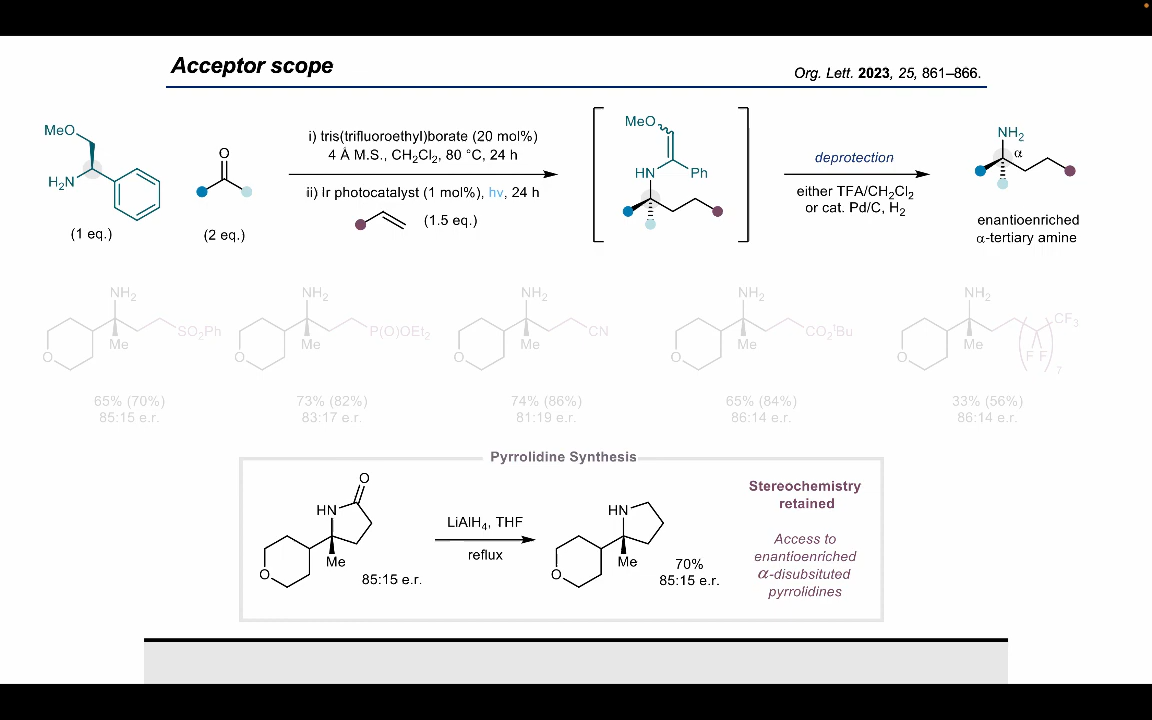 Acceptor scope
Org. Lett. 2023, 25, 861–866.
MeO
H₂N
(1 eq.)
O
(2 eq.)
i) tris(trifluroethyl)borate (20 mol%)
4 Å M.S., CH₂Cl₂, 80 °C, 24 h
ii) Ir photocatalyst (1 mol%), hv, 24 h
(1.5 eq.)
MeO
HN
Ph
deprotection
either TFA/CH₂Cl₂
or cat. Pd/C, H₂
NH₂
α
enantioenriched
α-tertiary amine
NH₂
O
Me
SO₂Ph
65% (70%)
85:15 e.r.
NH₂
O
Me
P(O)OEt₂
73% (82%)
83:17 e.r.
NH₂
O
Me
CN
74% (86%)
81:19 e.r.
NH₂
O
Me
CO₂ᵗBu
65% (84%)
86:14 e.r.
NH₂
O
Me
F F
CF₃
7
33% (56%)
86:14 e.r.
Pyrrolidine Synthesis
O
HN
O
Me
85:15 e.r.
LiAlH₄, THF
reflux
HN
O
Me
70%
85:15 e.r.
Stereochemistry
retained
Access to
enantioenriched
α-disubsituted
pyrrolidines